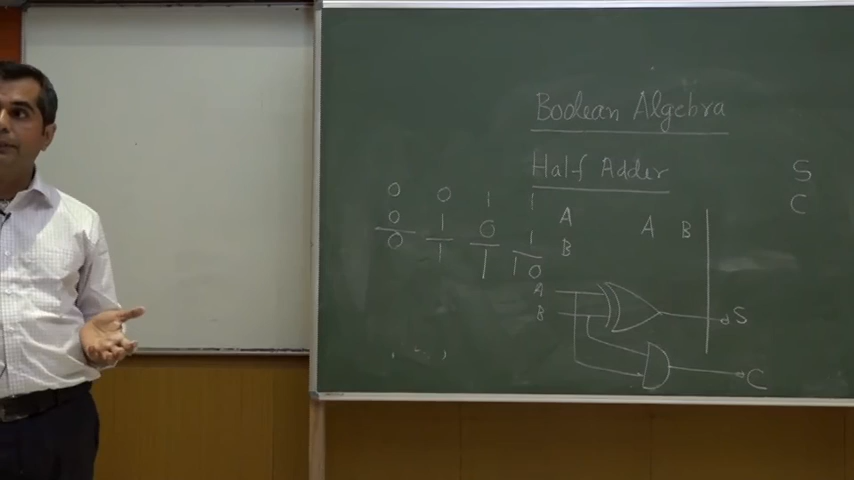 Boolean Algebra
Half Adder
S
C
0 0 1 1 A
0 1 0 1 B
0 1 1 10
A B
A
B
S
C